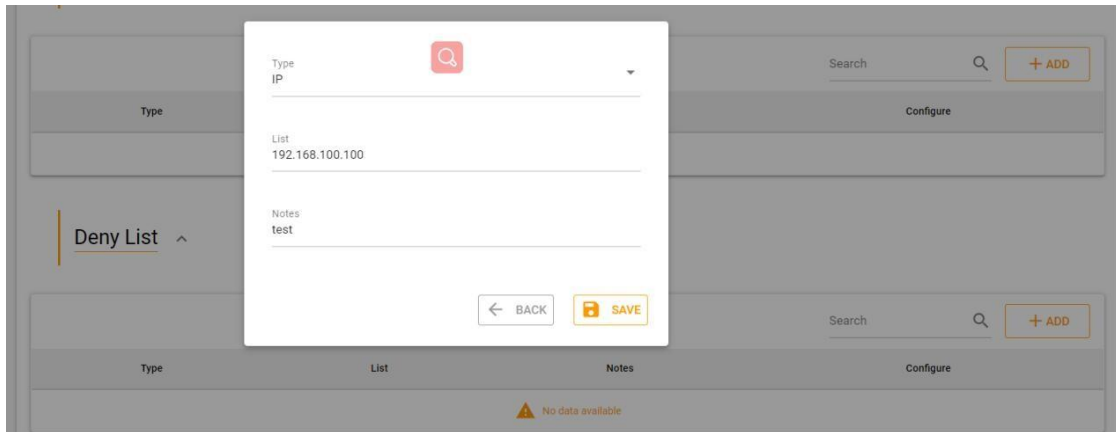 Type
IP
Search
+ ADD
Type
Configure
List
192.168.100.100
Notes
test
Deny List
BACK
SAVE
Search
+ ADD
Type List Notes Configure
No data available